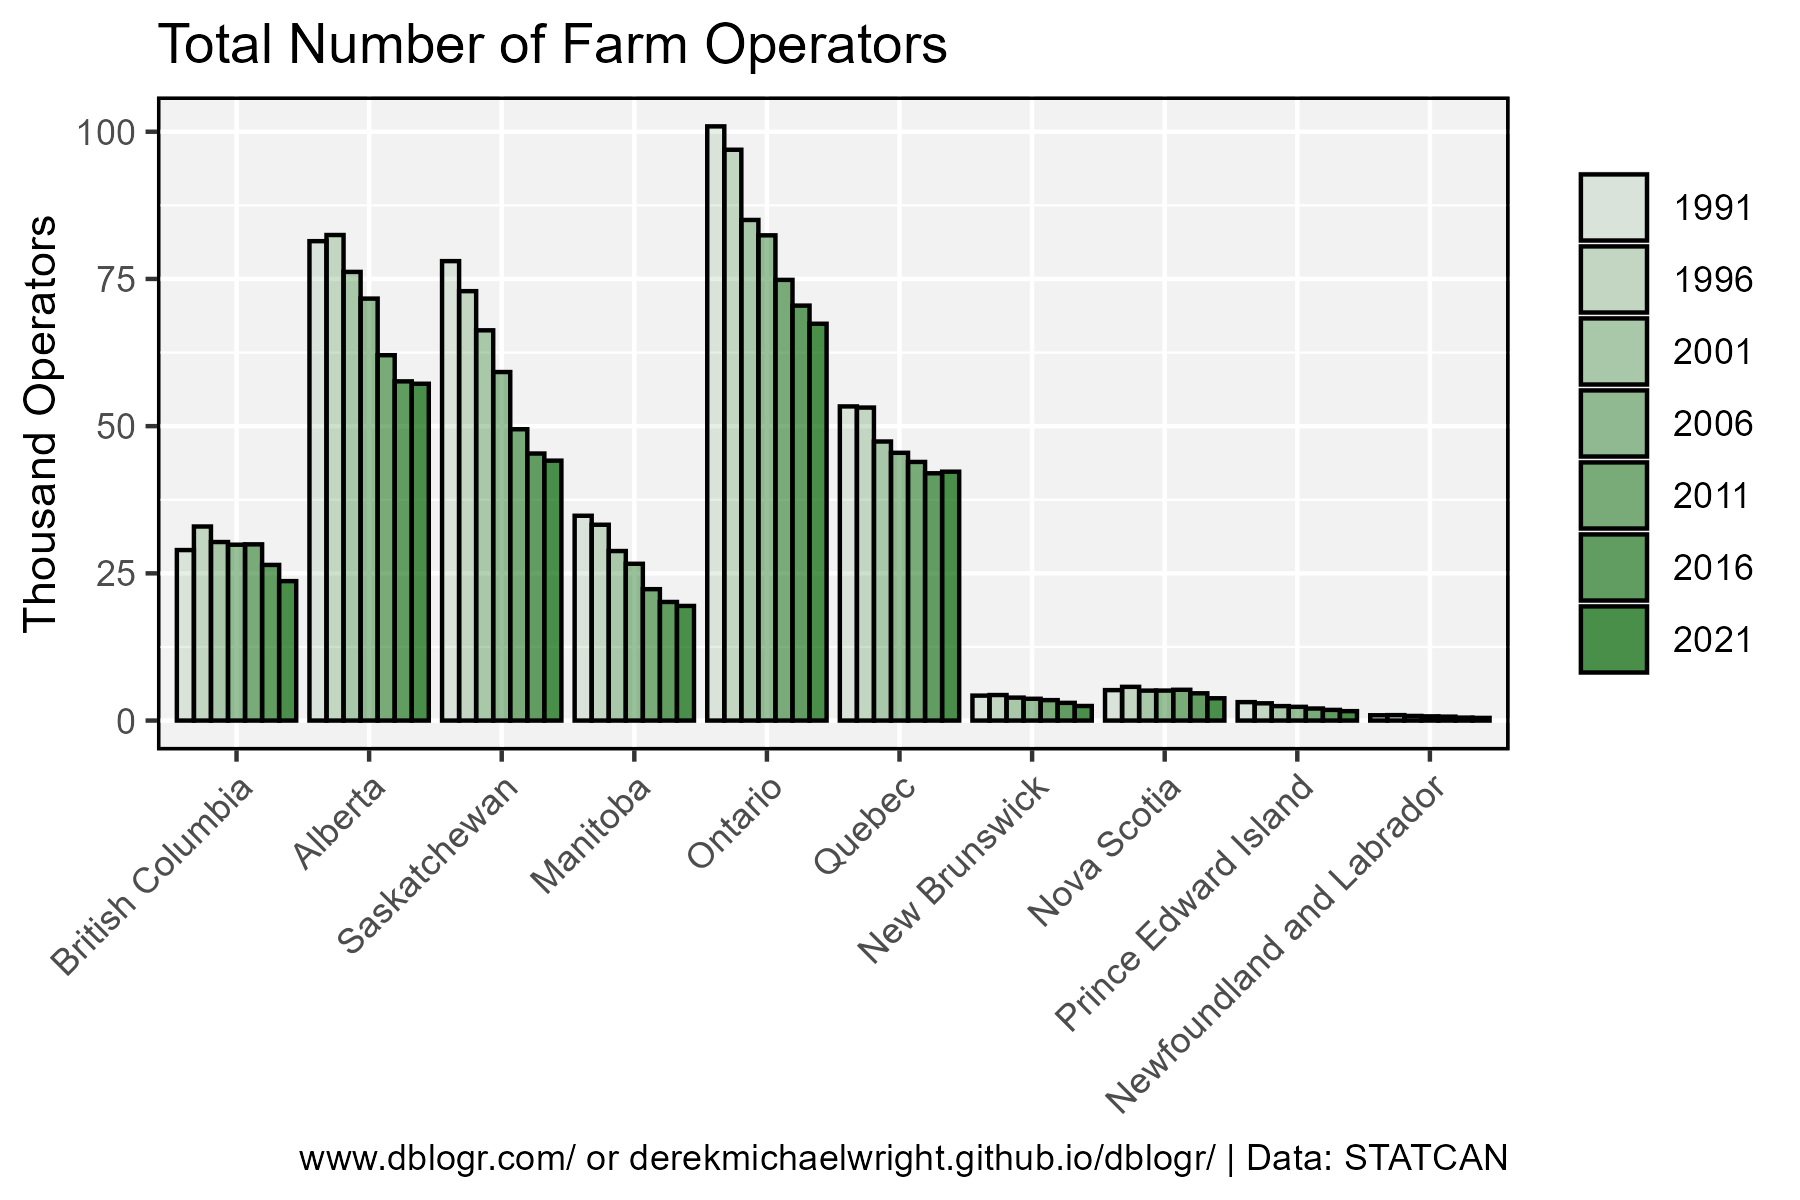 Total Number of Farm Operators
Thousand Operators
100
75
50
25
0
British Columbia
Alberta
Saskatchewan
Manitoba
Ontario
Quebec
New Brunswick
Nova Scotia
Prince Edward Island
Newfoundland and Labrador
1991
1996
2001
2006
2011
2016
2021
www.dblogr.com/ or derekmichaelwright.github.io/dblogr/ | Data: STATCAN